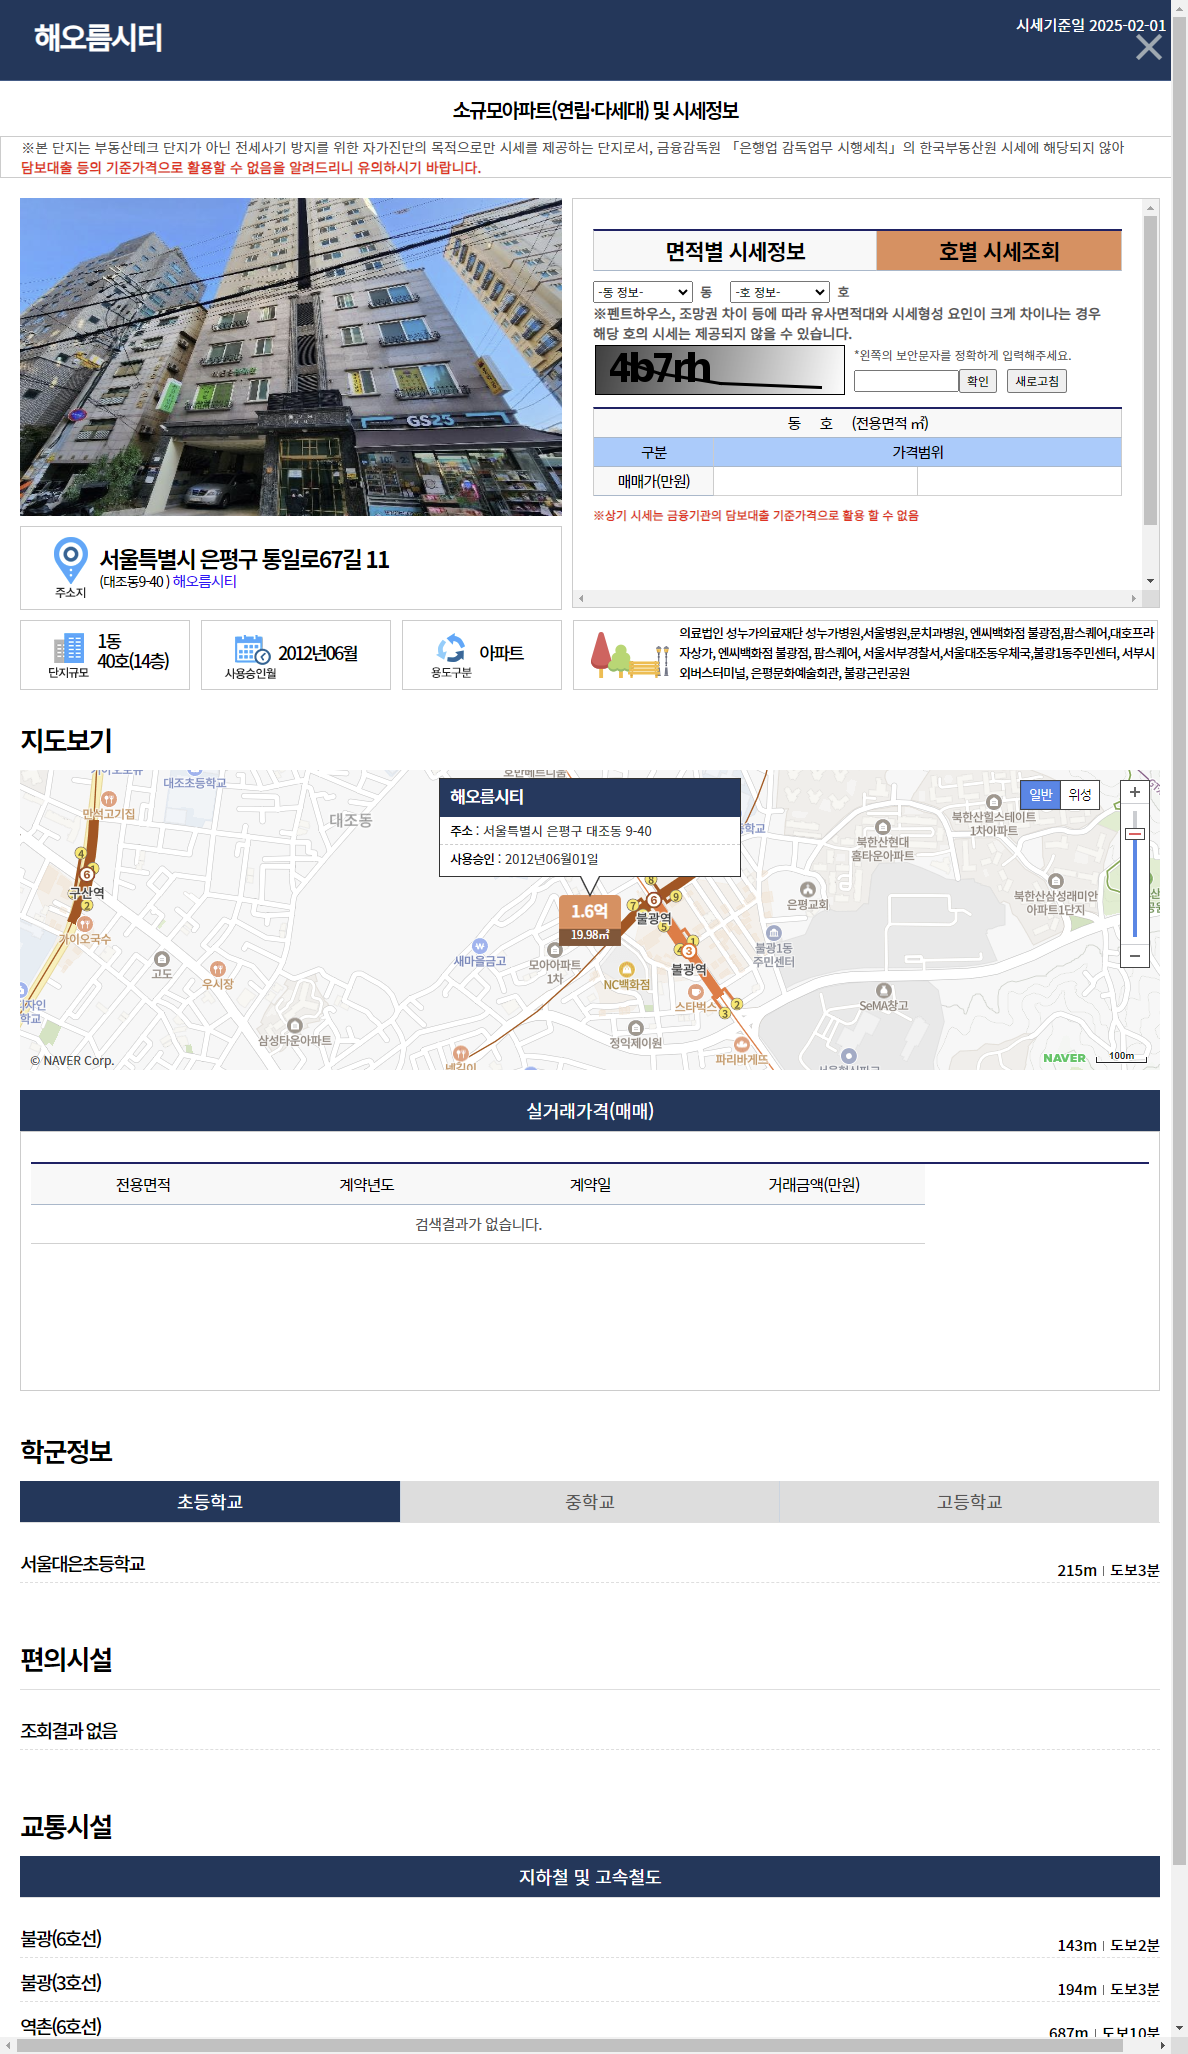 해오름시티
시세기준일 2025-02-01
소규모아파트(연립·다세대) 및 시세정보
※본 단지는 부동산테크 단지가 아닌 전세사기 방지를 위한 자가진단의 목적으로만 시세를 제공하는 단지로서, 금융감독원 「은행업 감독업무 시행세칙」의 한국부동산원 시세에 해당되지 않아
담보대출 등의 기준가격으로 활용할 수 없음을 알려드리니 유의하시기 바랍니다.
GS25
면적별 시세정보
호별 시세조회
-동 정보- 동 -호 정보- 호
※펜트하우스, 조망권 차이 등에 따라 유사면적대와 시세형성 요인이 크게 차이나는 경우
해당 호의 시세는 제공되지 않을 수 있습니다.
4b7m
*왼쪽의 보안문자를 정확하게 입력해주세요.
확인 새로고침
동 호 (전용면적 ㎡)
구분 가격범위
매매가(만원)
※상기 시세는 금융기관의 담보대출 기준가격으로 활용 할 수 없음
주소지
서울특별시 은평구 통일로67길 11
(대조동9-40 ) 해오름시티
단지규모
1동
40호(14층)
사용승인월
2012년06월
용도구분
아파트
의료법인 성누가의료재단 성누가병원,서울병원,문치과병원, 엔씨백화점 불광점,팜스퀘어,대호프라
자상가, 엔씨백화점 불광점, 팜스퀘어, 서울서부경찰서,서울대조동우체국,불광1동주민센터, 서부시
외버스터미널, 은평문화예술회관, 불광근린공원
지도보기
대조초등학교
만석고기집
대조동
4
1
6
구산역
2
가이오국수
고도
우시장
삼성타운아파트
© NAVER Corp.
해오름시티
주소 : 서울특별시 은평구 대조동 9-40
사용승인 : 2012년06월01일
1.6억
19.98㎡
8
9
6
7
불광역
5
4
1
3
불광역
2
3
새마을금고
모아아파트
1차
NC백화점
스타벅스
정익제이원
파리바게뜨
불광1동
주민센터
은평교회
북한산현대
홈타운아파트
북한산힐스테이트
1차아파트
북한산삼성래미안
아파트1단지
SeMA창고
일반 위성
NAVER
100m
실거래가격(매매)
전용면적 계약년도 계약일 거래금액(만원)
검색결과가 없습니다.
학군정보
초등학교 중학교 고등학교
서울대은초등학교 215m | 도보3분
편의시설
조회결과 없음
교통시설
지하철 및 고속철도
불광(6호선) 143m | 도보2분
불광(3호선) 194m | 도보3분
역촌(6호선) 687m | 도보10분